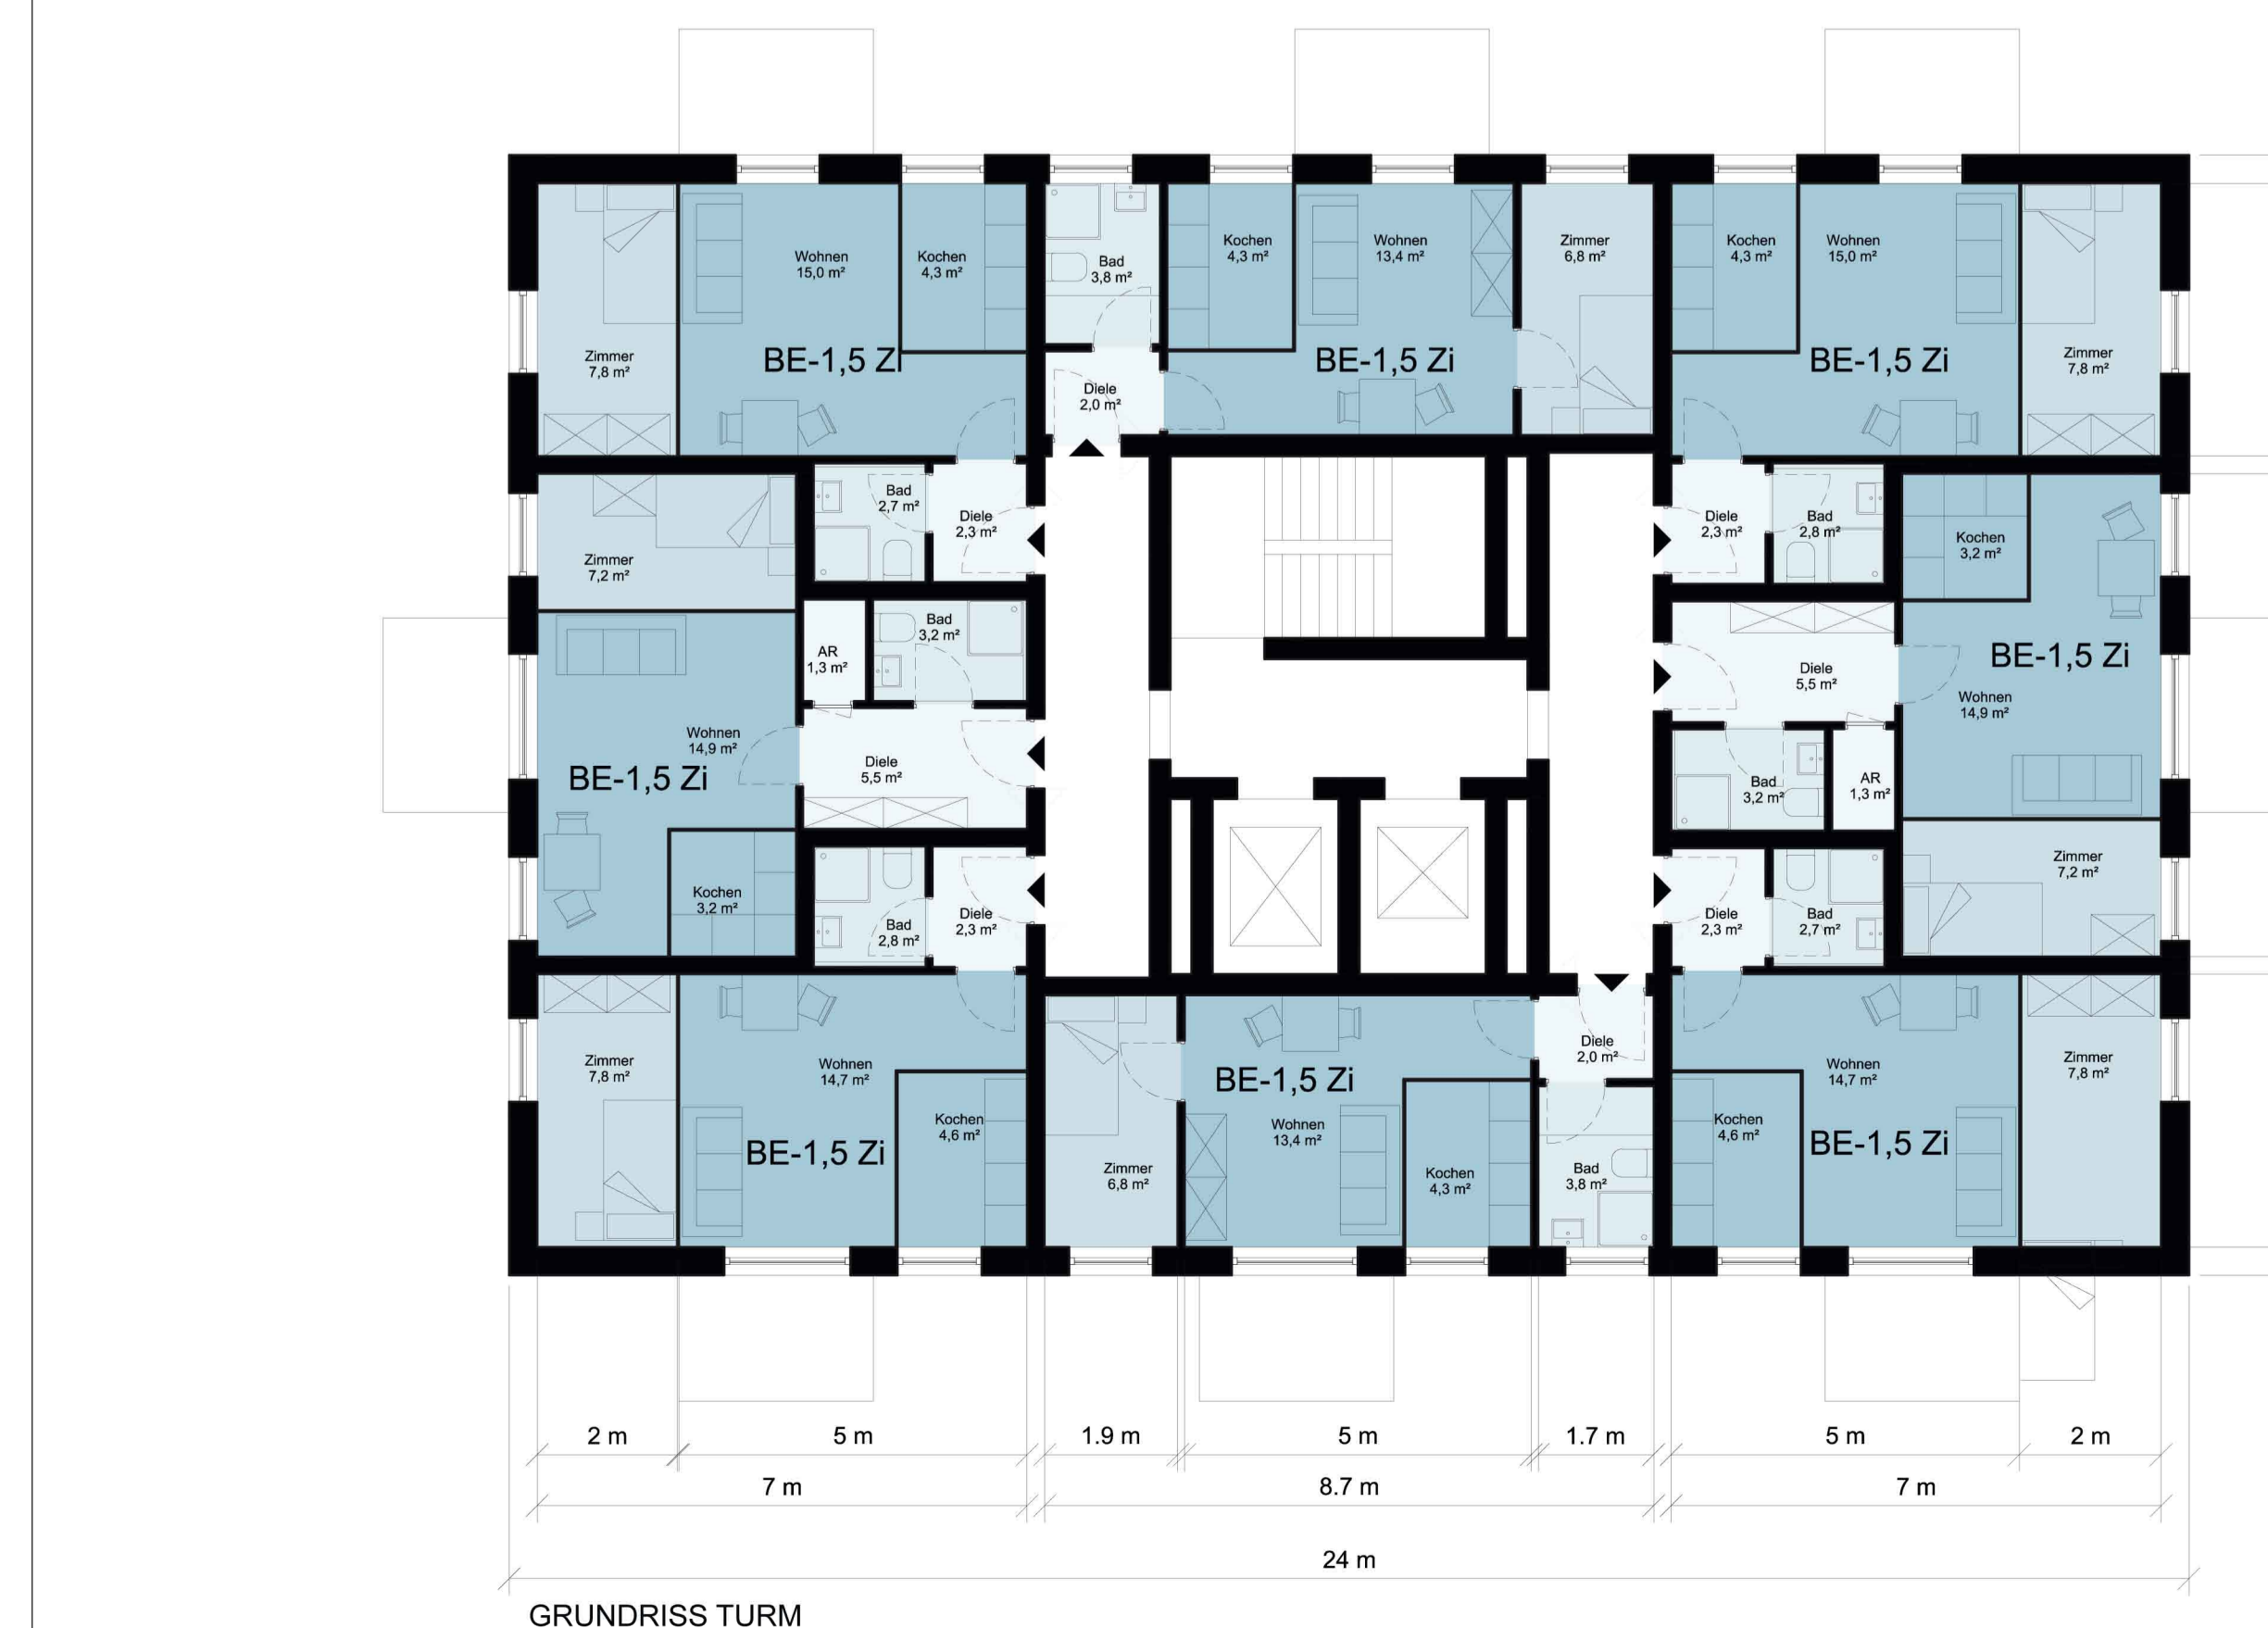 Wohnen
15,0 m²
Kochen
4,3 m²
Zimmer
7,8 m²
BE-1,5 Zi
Bad
3,8 m²
Diele
2,0 m²
Kochen
4,3 m²
Wohnen
13,4 m²
Zimmer
6,8 m²
BE-1,5 Zi
Kochen
4,3 m²
Wohnen
15,0 m²
BE-1,5 Zi
Zimmer
7,8 m²
Bad
2,7 m²
Diele
2,3 m²
Zimmer
7,2 m²
AR
1,3 m²
Bad
3,2 m²
Wohnen
14,9 m²
BE-1,5 Zi
Diele
5,5 m²
Kochen
3,2 m²
Bad
2,8 m²
Diele
2,3 m²
Diele
2,3 m²
Bad
2,8 m²
Kochen
3,2 m²
BE-1,5 Zi
Diele
5,5 m²
Wohnen
14,9 m²
Bad
3,2 m²
AR
1,3 m²
Zimmer
7,2 m²
Diele
2,3 m²
Bad
2,7 m²
Zimmer
7,8 m²
Wohnen
14,7 m²
Kochen
4,6 m²
BE-1,5 Zi
Zimmer
6,8 m²
BE-1,5 Zi
Wohnen
13,4 m²
Kochen
4,3 m²
Diele
2,0 m²
Bad
3,8 m²
Wohnen
14,7 m²
Zimmer
7,8 m²
Kochen
4,6 m²
BE-1,5 Zi
2 m
5 m
1.9 m
5 m
1.7 m
5 m
2 m
7 m
8.7 m
7 m
24 m
GRUNDRISS TURM